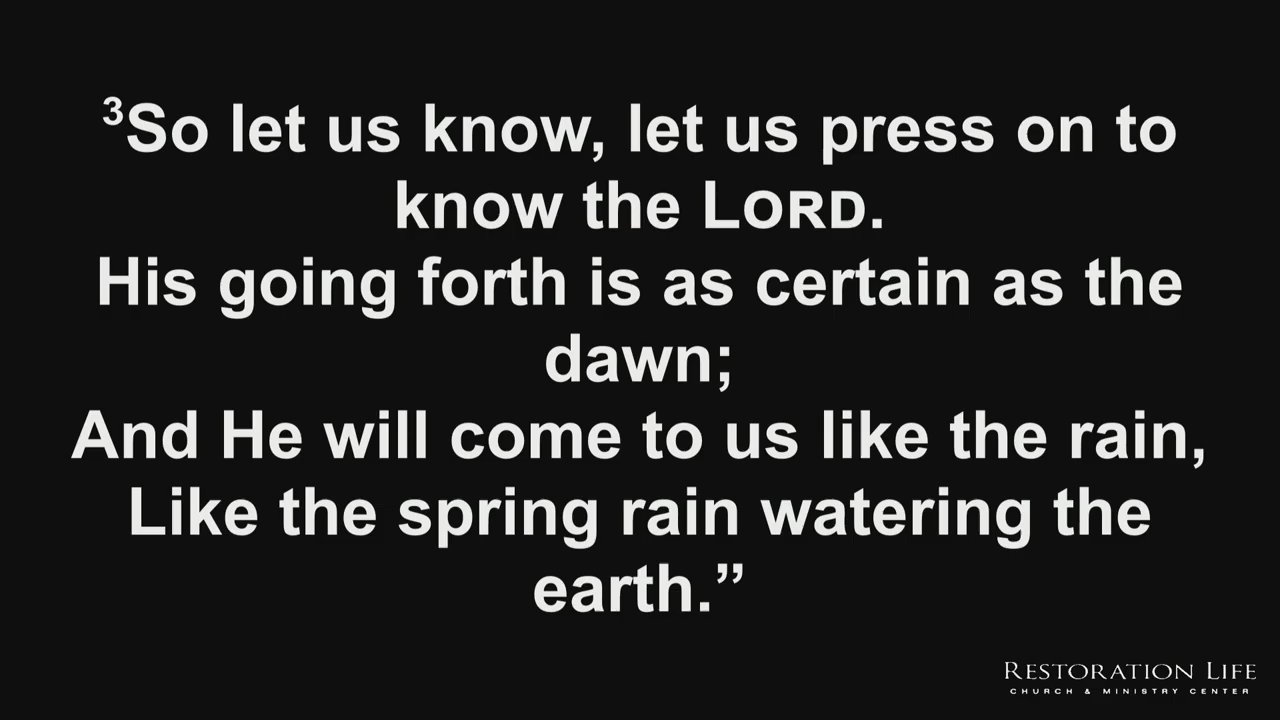 ³So let us know, let us press on to
know the LORD.
His going forth is as certain as the
dawn;
And He will come to us like the rain,
Like the spring rain watering the
earth.”
RESTORATION LIFE
CHURCH & MINISTRY CENTER